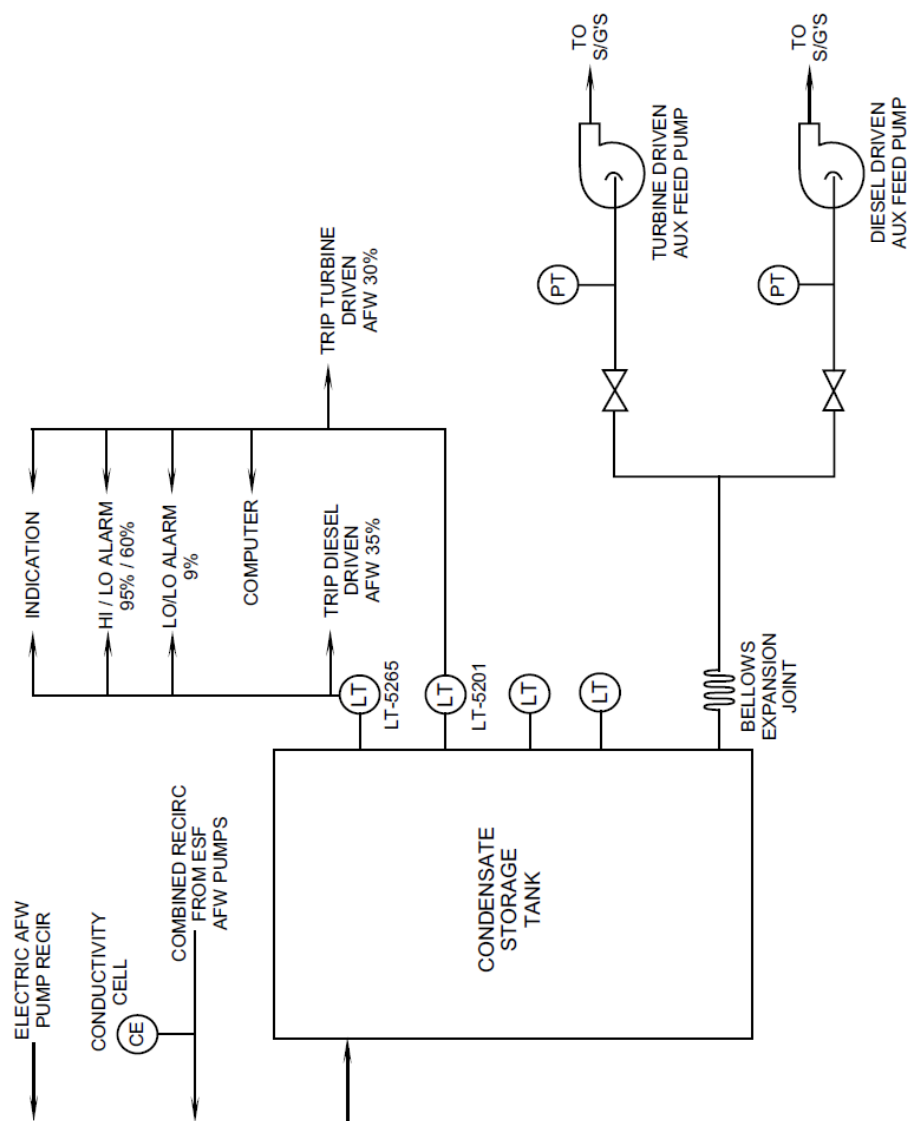 ELECTRIC AFW
PUMP RECIR
CONDUCTIVITY
CELL
CE
COMBINED RECIRC
FROM ESF
AFW PUMPS
INDICATION
HI / LO ALARM
95% / 60%
LO/LO ALARM
9%
COMPUTER
TRIP DIESEL
DRIVEN
AFW 35%
TRIP TURBINE
DRIVEN
AFW 30%
LT
LT-5265
LT
LT-5201
LT
LT
CONDENSATE
STORAGE
TANK
BELLOWS
EXPANSION
JOINT
PT
TURBINE DRIVEN
AUX FEED PUMP
TO
S/G'S
PT
DIESEL DRIVEN
AUX FEED PUMP
TO
S/G'S